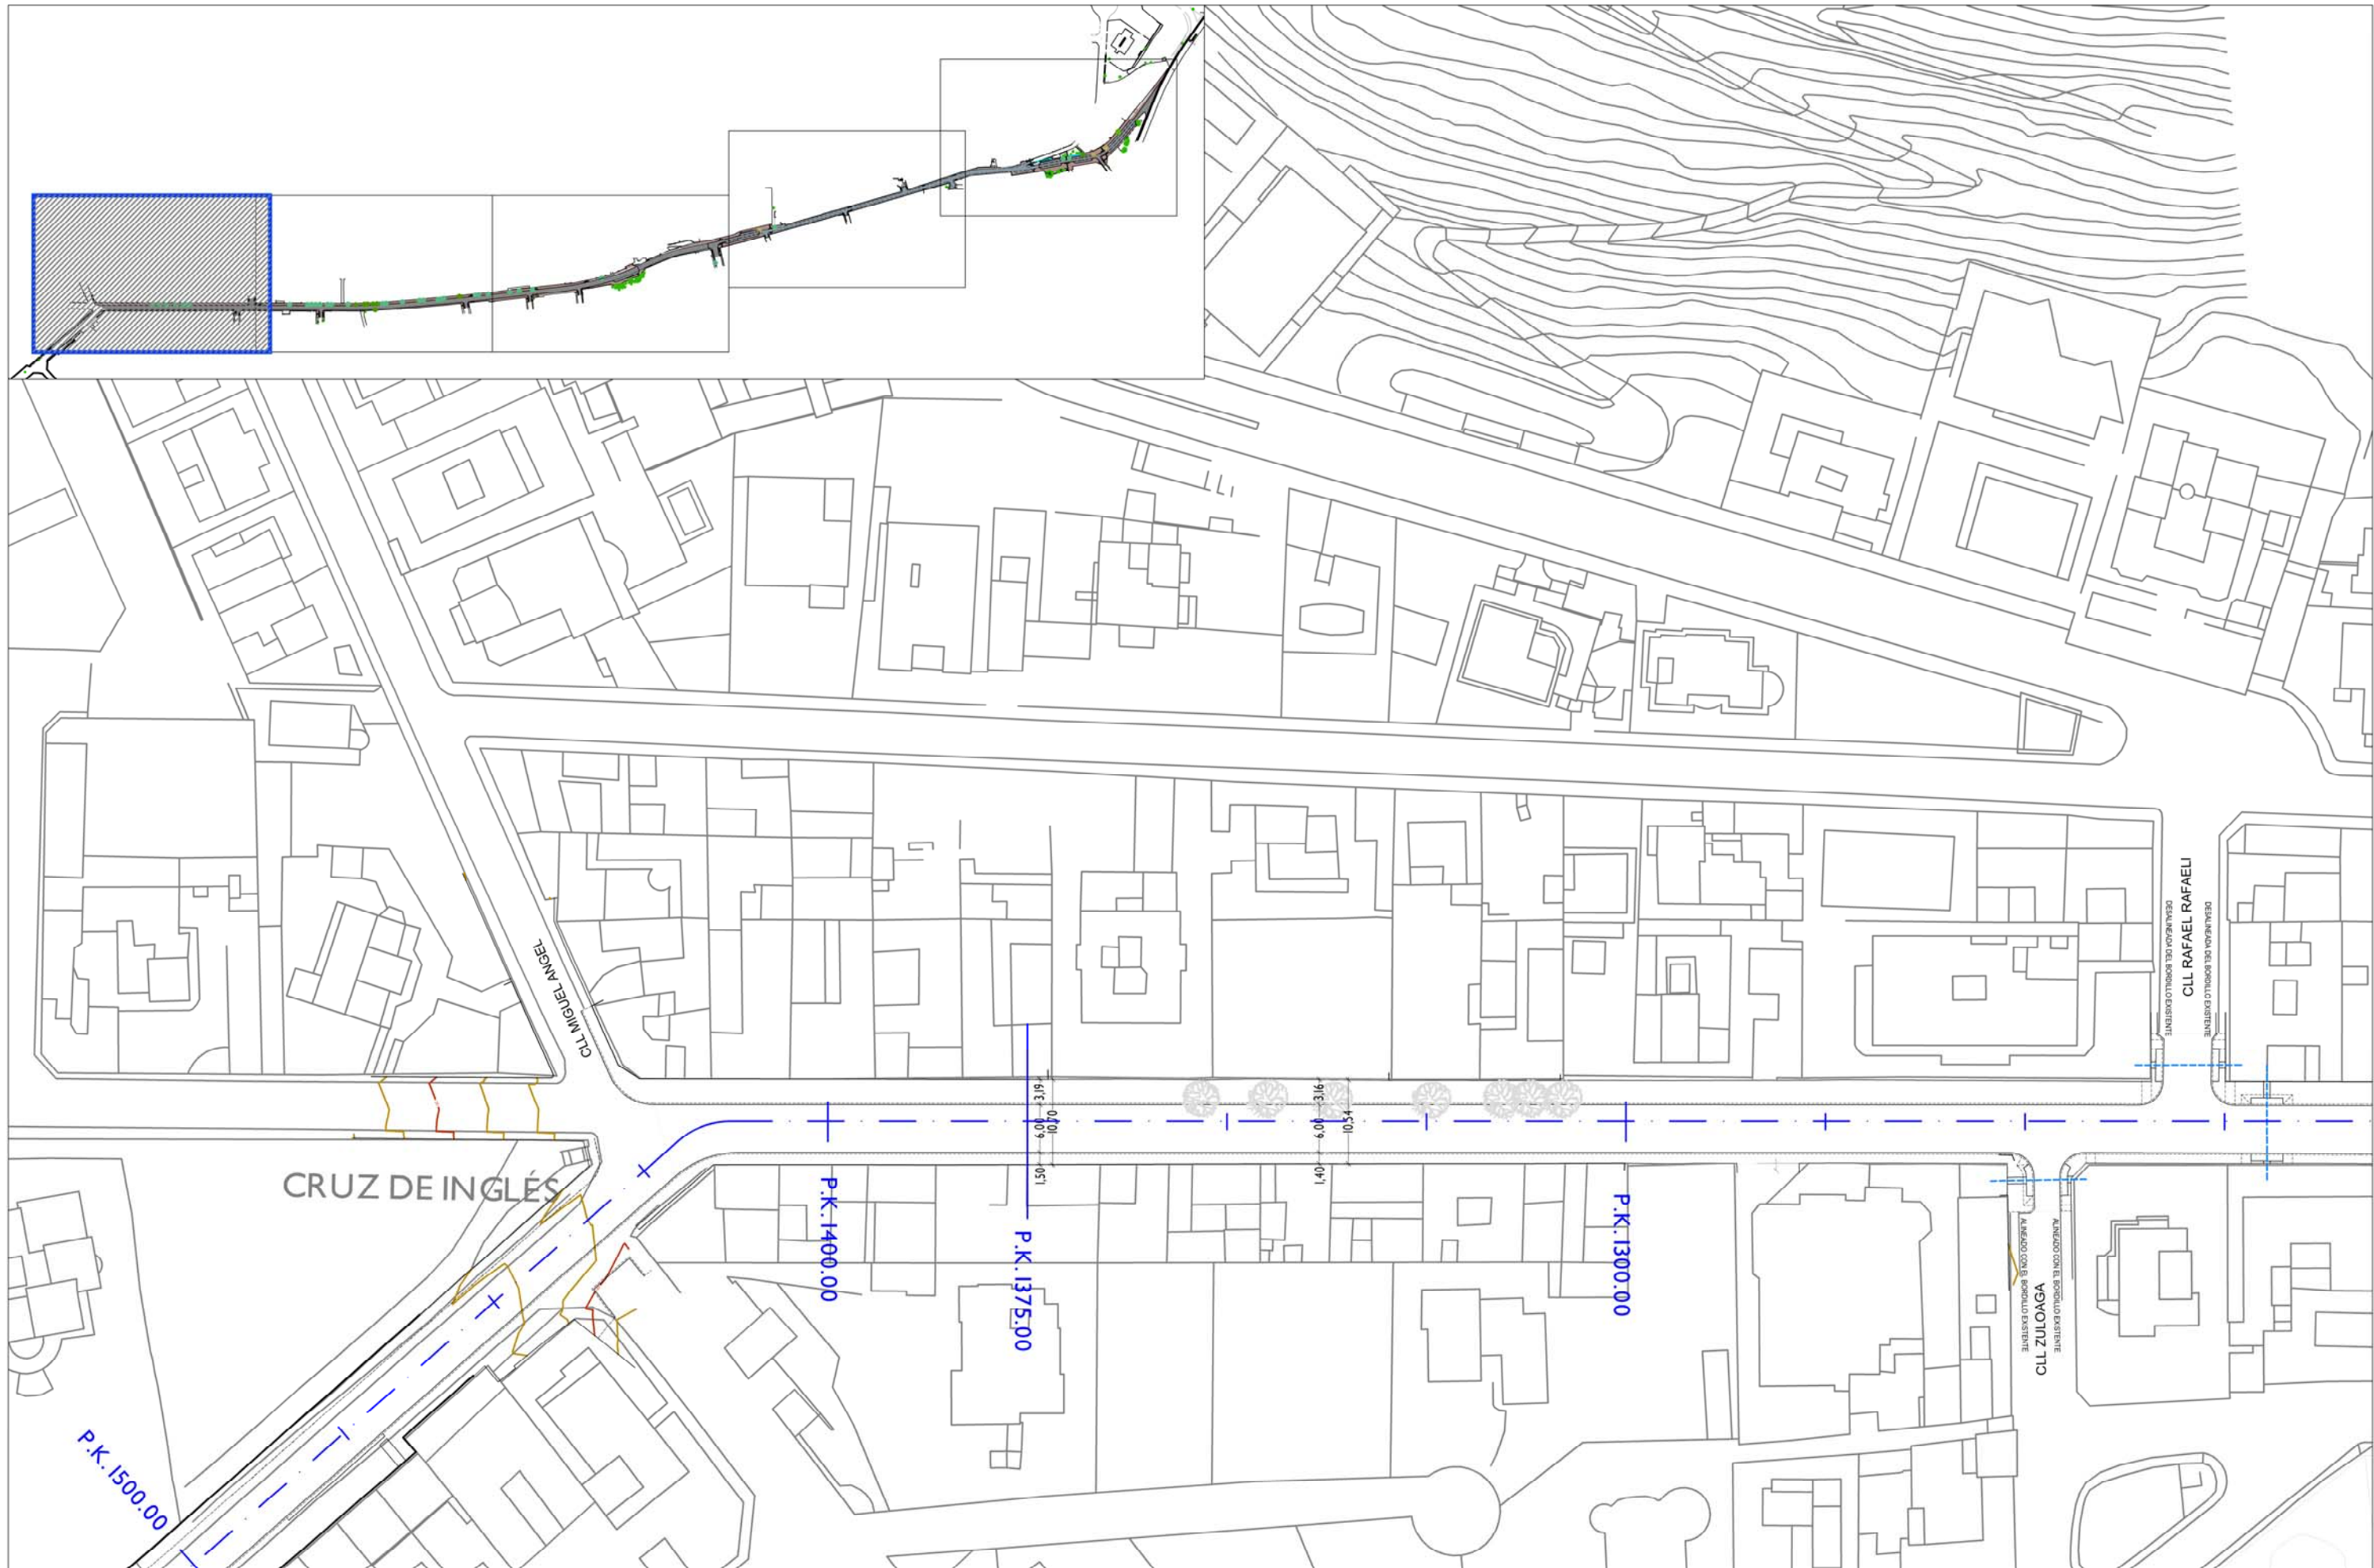 CLL RAFAEL RAFAELI
DESALINEADA DEL BORDILLO EXISTENTE
DESALINEADA DEL BORDILLO EXISTENTE
CLL MIGUEL ANGEL
3,19
6,00
10,70
1,50
3,16
6,00
10,54
1,40
CRUZ DE INGLÉS
P.K. 1400.00
P.K. 1375.00
P.K. 1300.00
ALINEADO CON EL BORDILLO EXISTENTE
CLL ZULOAGA
ALINEADO CON EL BORDILLO EXISTENTE
P.K. 1500.00